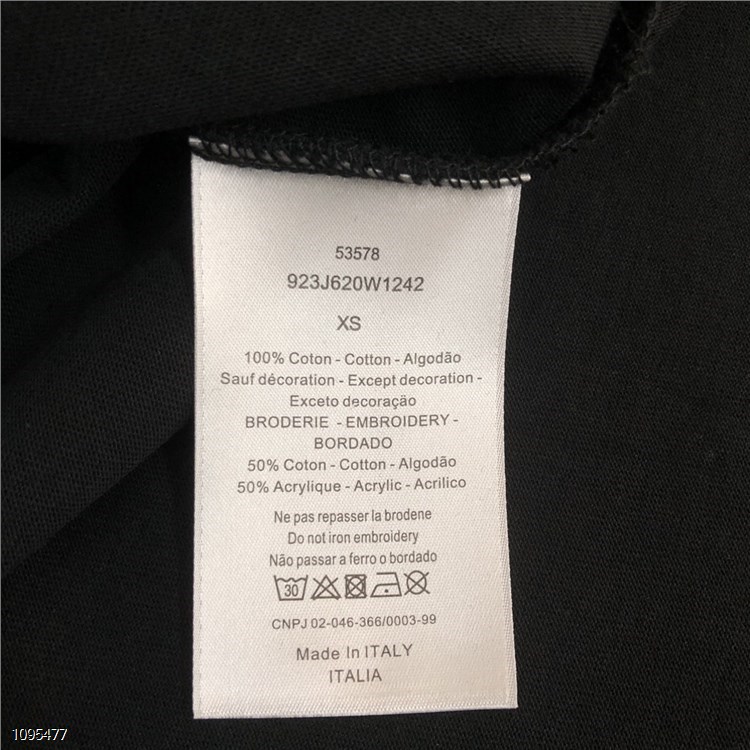 53578
923J620W1242
XS
100% Coton - Cotton - Algodão
Sauf décoration - Except decoration -
Exceto decoração
BRODERIE - EMBROIDERY -
BORDADO
50% Coton - Cotton - Algodão
50% Acrylique - Acrylic - Acrilico
Ne pas repasser la brodene
Do not iron embroidery
Não passar a ferro o bordado
30
CNPJ 02-046-366/0003-99
Made In ITALY
ITALIA
1095477